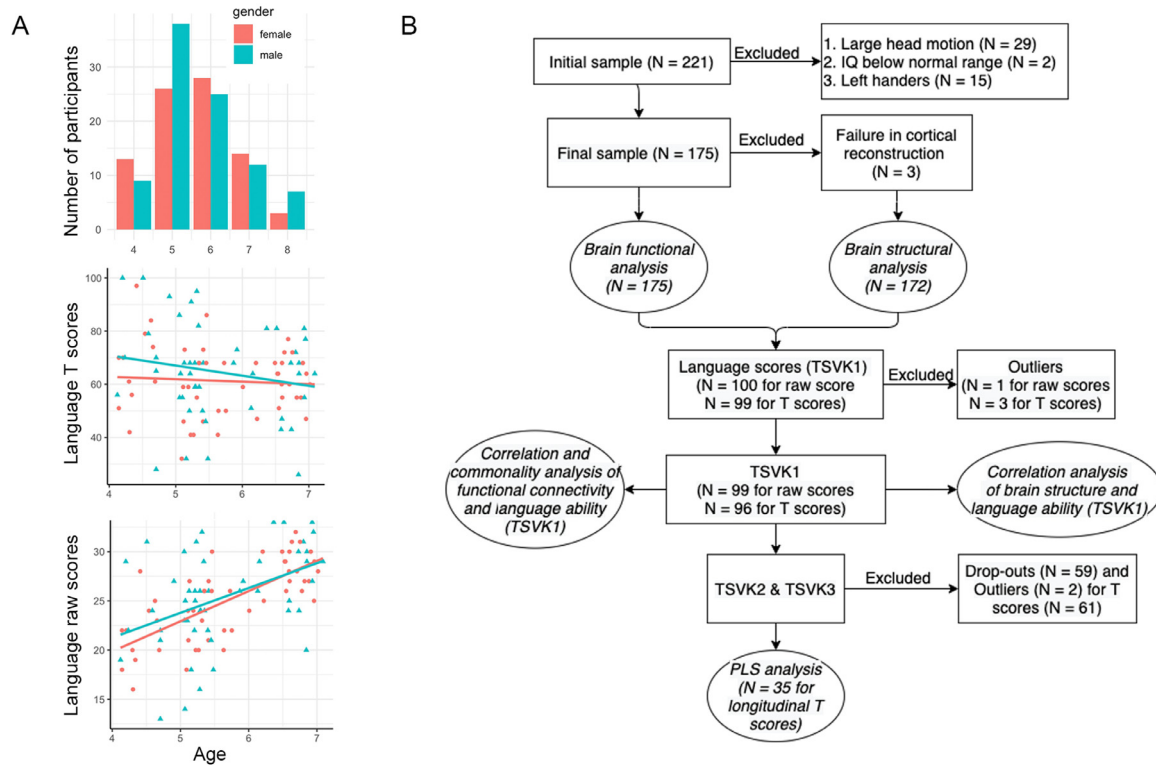 A
gender
female
male
Number of participants
30
20
10
0
4
5
6
7
8
Language T scores
100
80
60
40
4
5
6
7
Language raw scores
30
25
20
15
4
5
6
7
Age
B
Initial sample (N = 221)
Excluded
1. Large head motion (N = 29)
2. IQ below normal range (N = 2)
3. Left handers (N = 15)
Final sample (N = 175)
Excluded
Failure in cortical
reconstruction
(N = 3)
Brain functional
analysis
(N = 175)
Brain structural
analysis
(N = 172)
Language scores (TSVK1)
(N = 100 for raw score
N = 99 for T scores)
Excluded
Outliers
(N = 1 for raw scores
N = 3 for T scores)
Correlation and
commonality analysis of
functional connectivity
and language ability
(TSVK1)
TSVK1
(N = 99 for raw scores
N = 96 for T scores)
Correlation analysis
of brain structure and
language ability (TSVK1)
TSVK2 & TSVK3
Excluded
Drop-outs (N = 59) and
Outliers (N = 2) for T
scores
(N = 61)
PLS analysis
(N = 35 for
longitudinal T
scores)